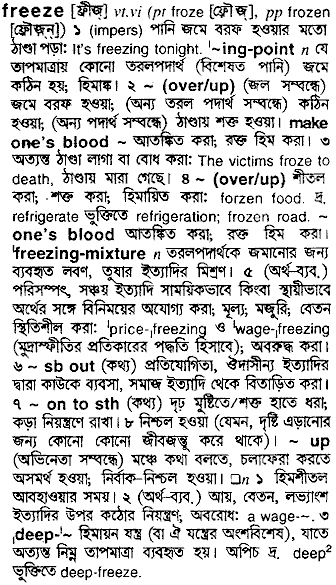 freeze [ফ্রীজ়্] vt.vi (pt froze [ফ্রৌজ়্], pp frozen
[ফ্রৌজ়্ন্]) ১ (impers) পানি জমে বরফ হওয়ার মতো
ঠাণ্ডা পড়া: It's freezing tonight. '~ing-point n যে
তাপমাত্রায় কোনো তরলপদার্থ (বিশেষত পানি) জমে
কঠিন হয়; হিমাঙ্ক। ২ ~ (over/up) (জল সম্বন্ধে)
জমে বরফ হওয়া; (অন্য তরল পদার্থ সম্বন্ধে) কঠিন
হওয়া; (অন্য পদার্থ সম্বন্ধে) ঠাণ্ডায় শক্ত হওয়া। make
one's blood ~ আতঙ্কিত করা; রক্ত হিম করা। ৩
অত্যন্ত ঠাণ্ডা লাগা বা বোধ করা: The victims froze to
death, ঠাণ্ডায় মারা গেছে। ৪ ~ (over/up) শীতল
করা; শক্ত করা; হিমায়িত করা: forzen food. দ্র.
refrigerate ভুক্তিতে refrigeration; frozen road. ~
one's blood আতঙ্কিত করা; রক্ত হিম করা।
'freezing-mixture n তরলপদার্থকে জমানোর জন্য
ব্যবহৃত লবণ, তুষার ইত্যাদির মিশ্রণ। ৫ (অর্থ-ব্যব.)
পরিসম্পৎ, সঞ্চয় ইত্যাদি সাময়িকভাবে কিংবা স্থায়ীভাবে
অর্থের সঙ্গে বিনিময়ের অযোগ্য করা; মূল্য, মজুরি; বেতন
স্থিতিশীল করা: 'price-ˌfreezing ও 'wage-ˌfreezing
(মুদ্রাস্ফীতির প্রতিকারের পদ্ধতি হিসাবে); অবরুদ্ধ করা।
৬ ~ sb out (কথ্য) প্রতিযোগিতা, ঔদাসীন্য ইত্যাদির
দ্বারা কাউকে ব্যবসা, সমাজ ইত্যাদি থেকে বিতাড়িত করা।
৭ ~ on to sth (কথ্য) দৃঢ় মুষ্টিতে/শক্ত হাতে ধরা;
কড়া নিয়ন্ত্রণে রাখা। ৮ নিশ্চল হওয়া (যেমন, দৃষ্টি এড়ানোর
জন্য কোনো কোনো জীবজন্তু করে থাকে)। ~ up
(অভিনেতা সম্বন্ধে) মঞ্চে কথা বলতে, চলাফেরা করতে
অসমর্থ হওয়া; নির্বাক-নিশ্চল হওয়া। □n ১ হিমশীতল
আবহাওয়ার সময়। ২ (অর্থ-ব্যব.) আয়, বেতন, লভ্যাংশ
ইত্যাদির উপর কঠোর নিয়ন্ত্রণ; অবরোধ: a wage-~. ৩
ˌdeep-'~ হিমায়ন যন্ত্র (বা ঐ যন্ত্রের অংশবিশেষ), যাতে
অত্যন্ত নিম্ন তাপমাত্রা ব্যবহৃত হয়। অপিচ দ্র. deep²
ভুক্তিতে deep-freeze.